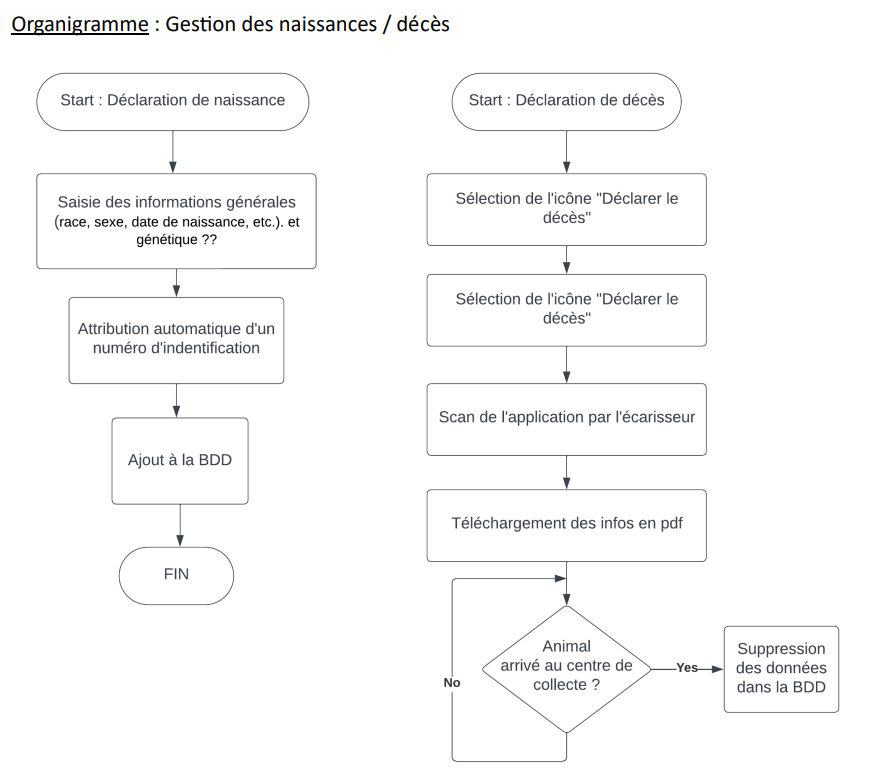 Organigramme : Gestion des naissances / décès
Start : Déclaration de naissance
Saisie des informations générales
(race, sexe, date de naissance, etc.). et
génétique ??
Attribution automatique d'un
numéro d'indentification
Ajout à la BDD
FIN
Start : Déclaration de décès
Sélection de l'icône "Déclarer le
décès"
Sélection de l'icône "Déclarer le
décès"
Scan de l'application par l'écarisseur
Téléchargement des infos en pdf
Animal
arrivé au centre de
collecte ?
No
Yes
Suppression
des données
dans la BDD